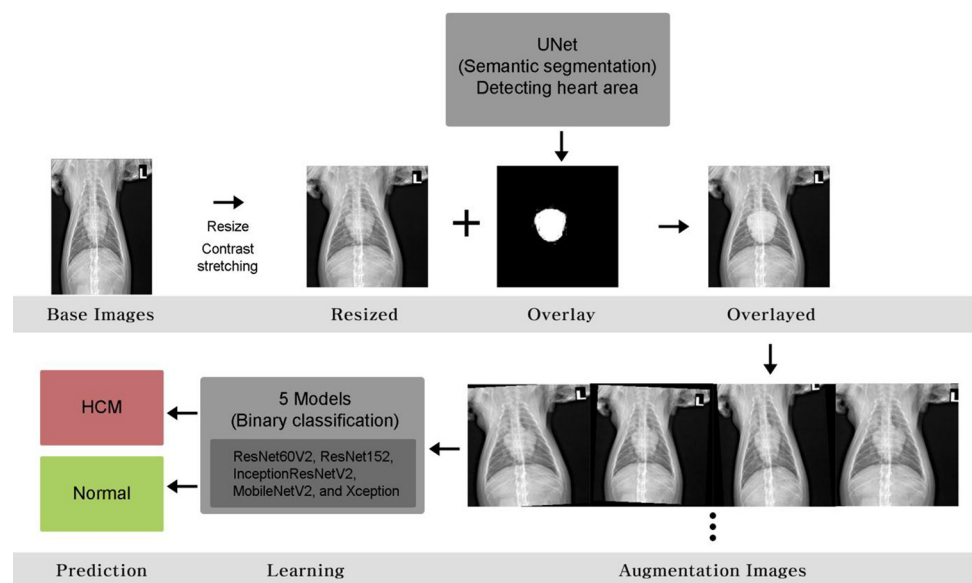 UNet
(Semantic segmentation)
Detecting heart area
L
Resize
Contrast
stretching
L
+
L
Base Images
Resized
Overlay
Overlayed
HCM
Normal
5 Models
(Binary classification)
ResNet60V2, ResNet152,
InceptionResNetV2,
MobileNetV2, and Xception
L
L
L
L
Prediction
Learning
Augmentation Images